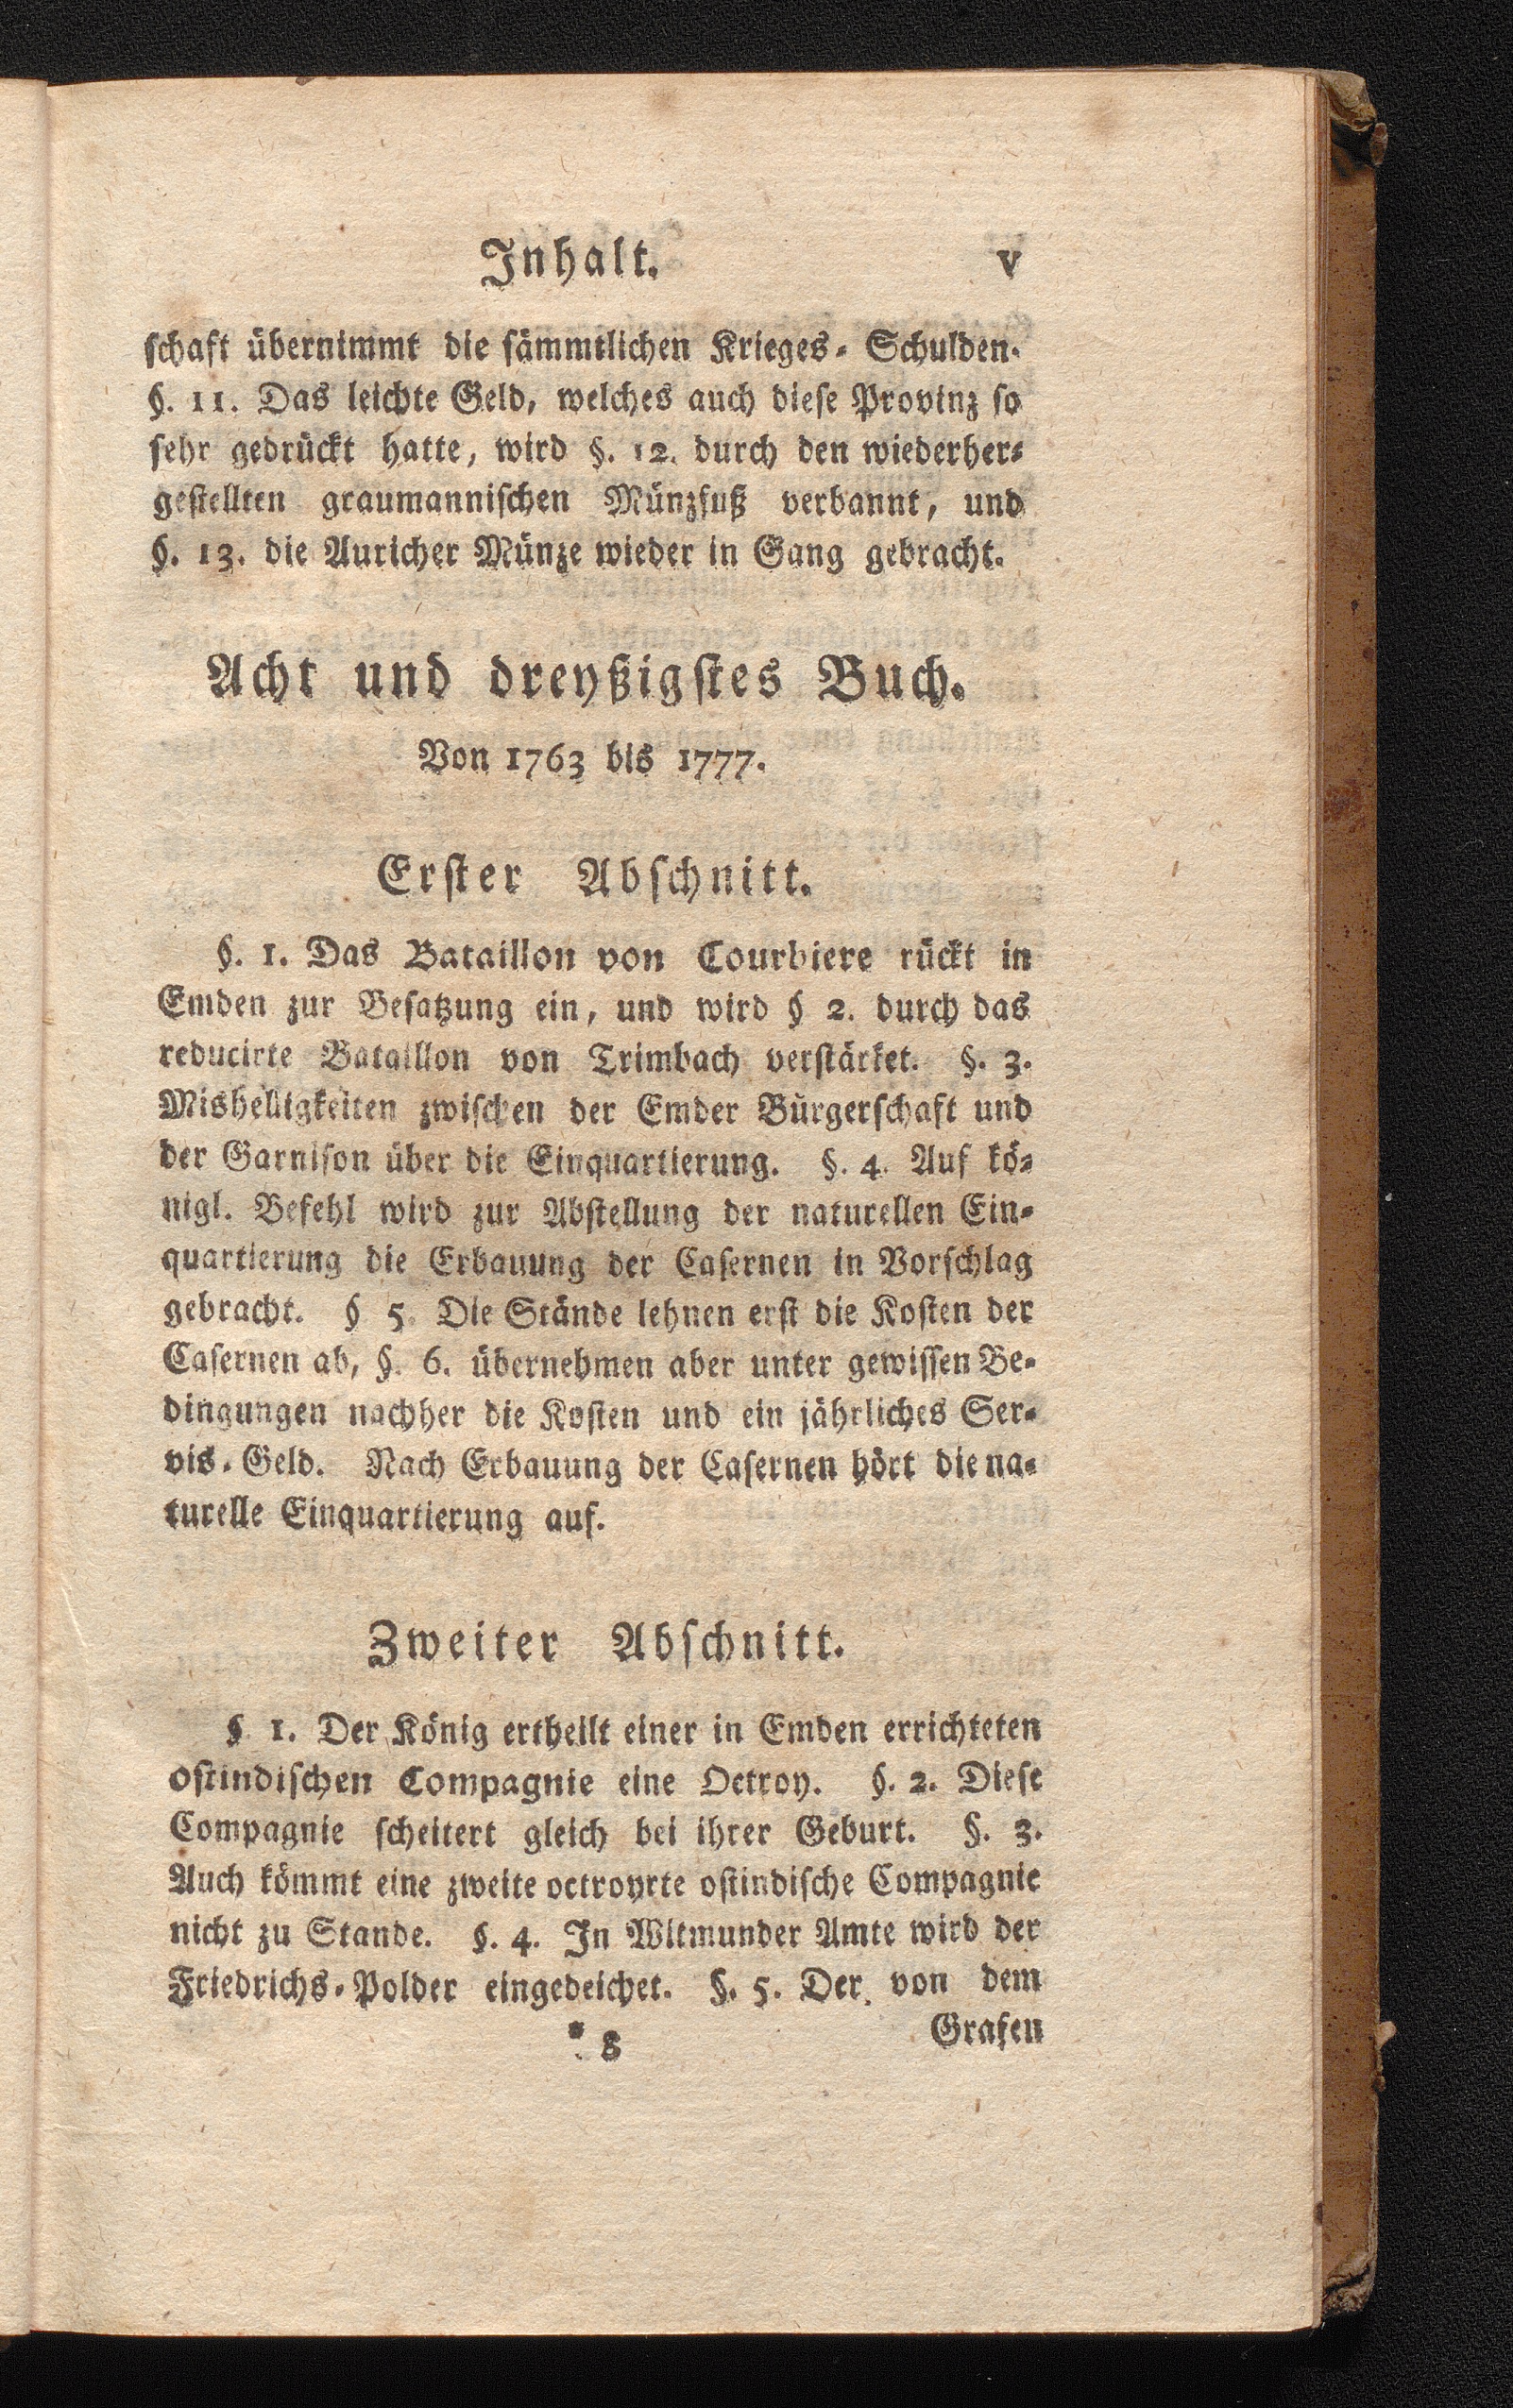 Inhalt. v
ſchaft übernimmt die ſämmtlichen Krieges-Schulden.
§. 11. Das leichte Geld, welches auch dieſe Provinz ſo
ſehr gedrückt hatte, wird §. 12. durch den wiederher-
geſtellten graumanniſchen Münzfuß verbannt, und
§. 13. die Auricher Münze wieder in Gang gebracht.
Acht und dreyßigſtes Buch.
Von 1763 bis 1777.
Erſter Abſchnitt.
§. 1. Das Bataillon von Courbiere rückt in
Emden zur Beſatzung ein, und wird § 2. durch das
reducirte Bataillon von Trimbach verſtärket. §. 3.
Mishelligkeiten zwiſchen der Emder Bürgerſchaft und
der Garniſon über die Einquartierung. §. 4. Auf kö-
nigl. Befehl wird zur Abſtellung der naturellen Ein-
quartierung die Erbauung der Caſernen in Vorſchlag
gebracht. § 5. Die Stände lehnen erſt die Koſten der
Caſernen ab, §. 6. übernehmen aber unter gewiſſen Be-
dingungen nachher die Koſten und ein jährliches Ser-
vis-Geld. Nach Erbauung der Caſernen hört die na-
turelle Einquartierung auf.
Zweiter Abſchnitt.
§ 1. Der König ertheilt einer in Emden errichteten
oſtindiſchen Compagnie eine Octroy. §. 2. Dieſe
Compagnie ſcheitert gleich bei ihrer Geburt. §. 3.
Auch kömmt eine zweite octroyrte oſtindiſche Compagnie
nicht zu Stande. §. 4. In Witmunder Amte wird der
Friedrichs-Polder eingedeichet. §. 5. Der von dem
* 8 Grafen